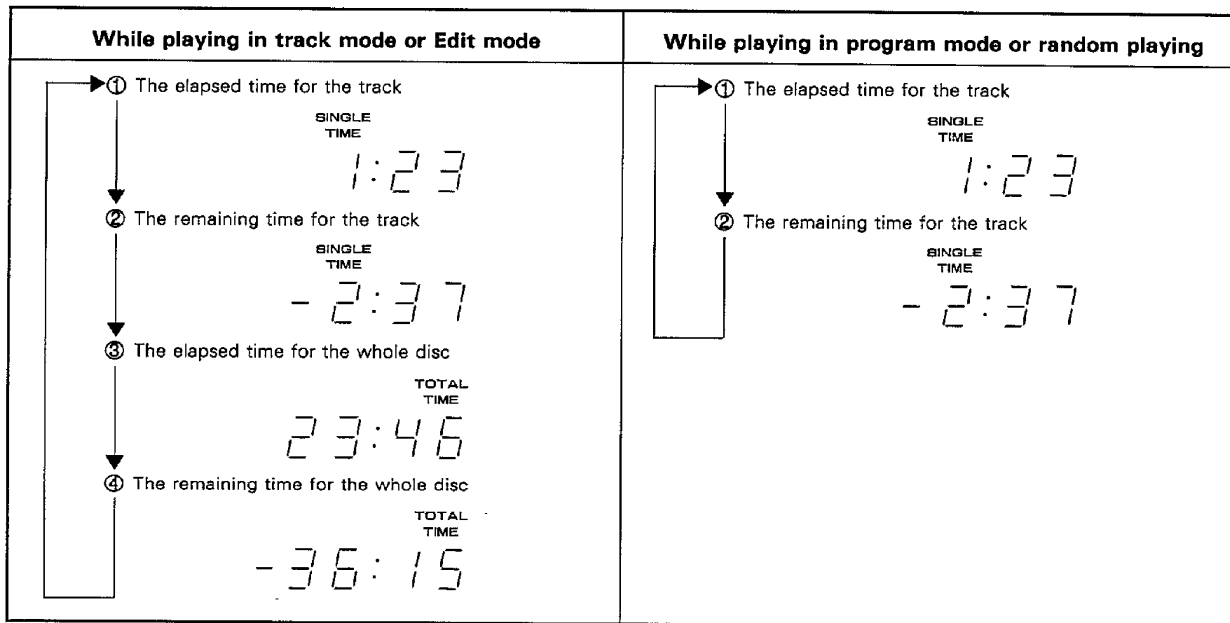 While playing in track mode or Edit mode
① The elapsed time for the track
SINGLE
TIME
1:23
② The remaining time for the track
SINGLE
TIME
-2:37
③ The elapsed time for the whole disc
TOTAL
TIME
23:46
④ The remaining time for the whole disc
TOTAL
TIME
-36:15
While playing in program mode or random playing
① The elapsed time for the track
SINGLE
TIME
1:23
② The remaining time for the track
SINGLE
TIME
-2:37